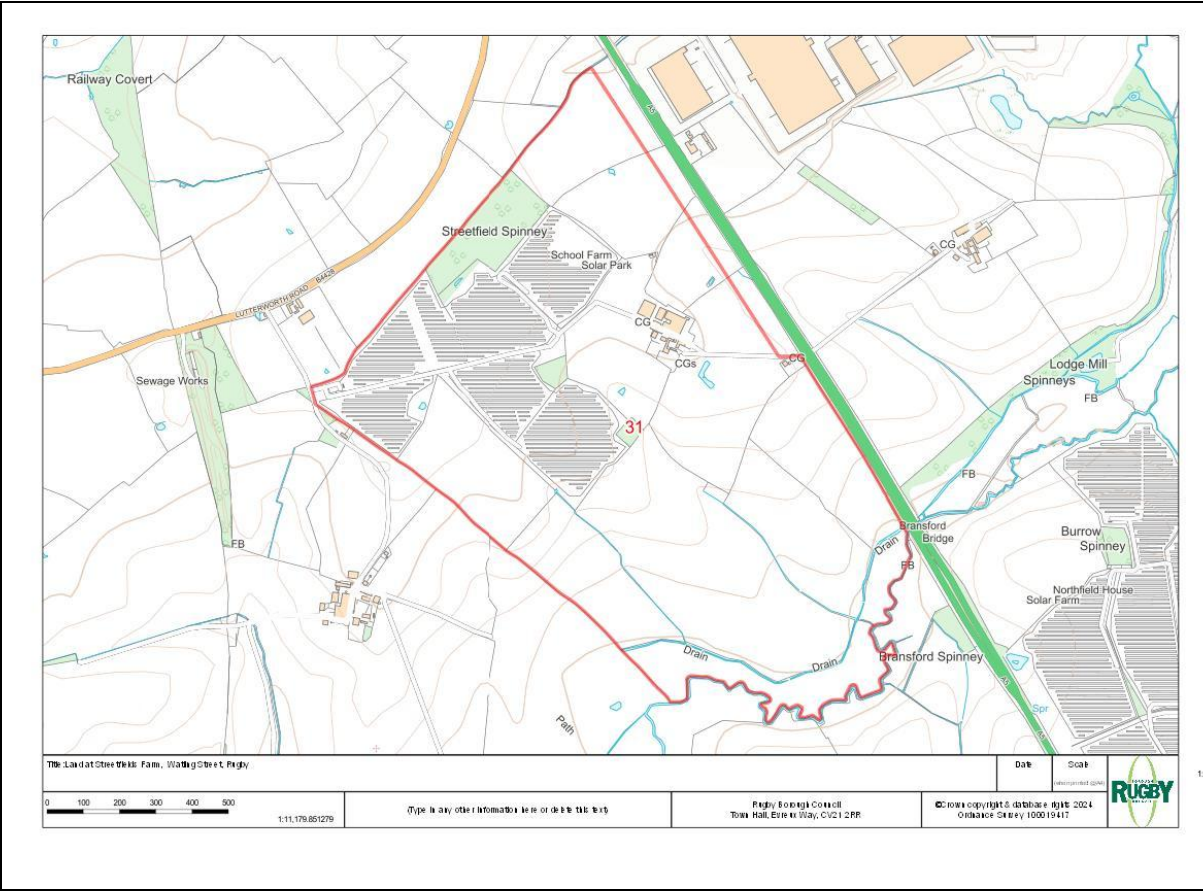 Railway Covert
A5
Streetfield Spinney
School Farm
Solar Park
CG
LUTTERWORTH ROAD B4428
CG
CGs
CG
Sewage Works
Lodge Mill
Spinneys
FB
31
FB
Bransford
Bridge
Drain
FB
FB
Burrow
Spinney
Northfield House
Solar Farm
Drain
Drain
Bransford Spinney
A5
Spr
Path
A5
Title: Land at Streetfields Farm, Watling Street, Rugby
Date
Scale
0 100 200 300 400 500
1:11,179.851279
(Type in any other information here or delete this text)
Rugby Borough Council
Town Hall, Evreux Way, CV21 2RR
©Crown copyright & database rights 2024
Ordnance Survey 100019417
RUGBY
1: